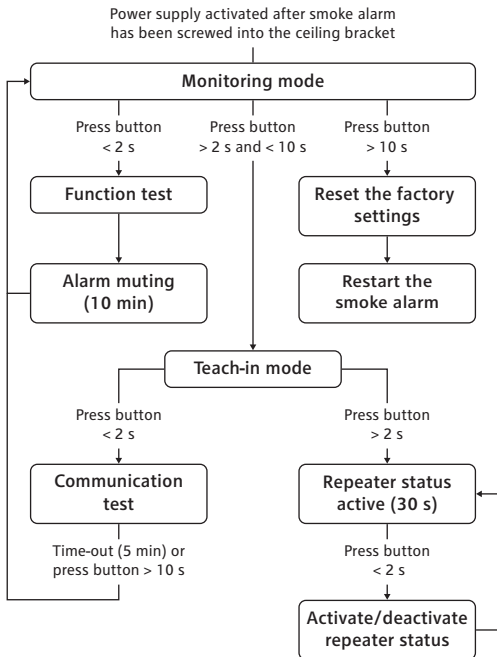 Power supply activated after smoke alarm
has been screwed into the ceiling bracket
Monitoring mode
Press button
< 2 s
Press button
> 2 s and < 10 s
Press button
> 10 s
Function test
Reset the factory
settings
Alarm muting
(10 min)
Restart the
smoke alarm
Teach-in mode
Press button
< 2 s
Press button
> 2 s
Communication
test
Repeater status
active (30 s)
Time-out (5 min) or
press button > 10 s
Press button
< 2 s
Activate/deactivate
repeater status